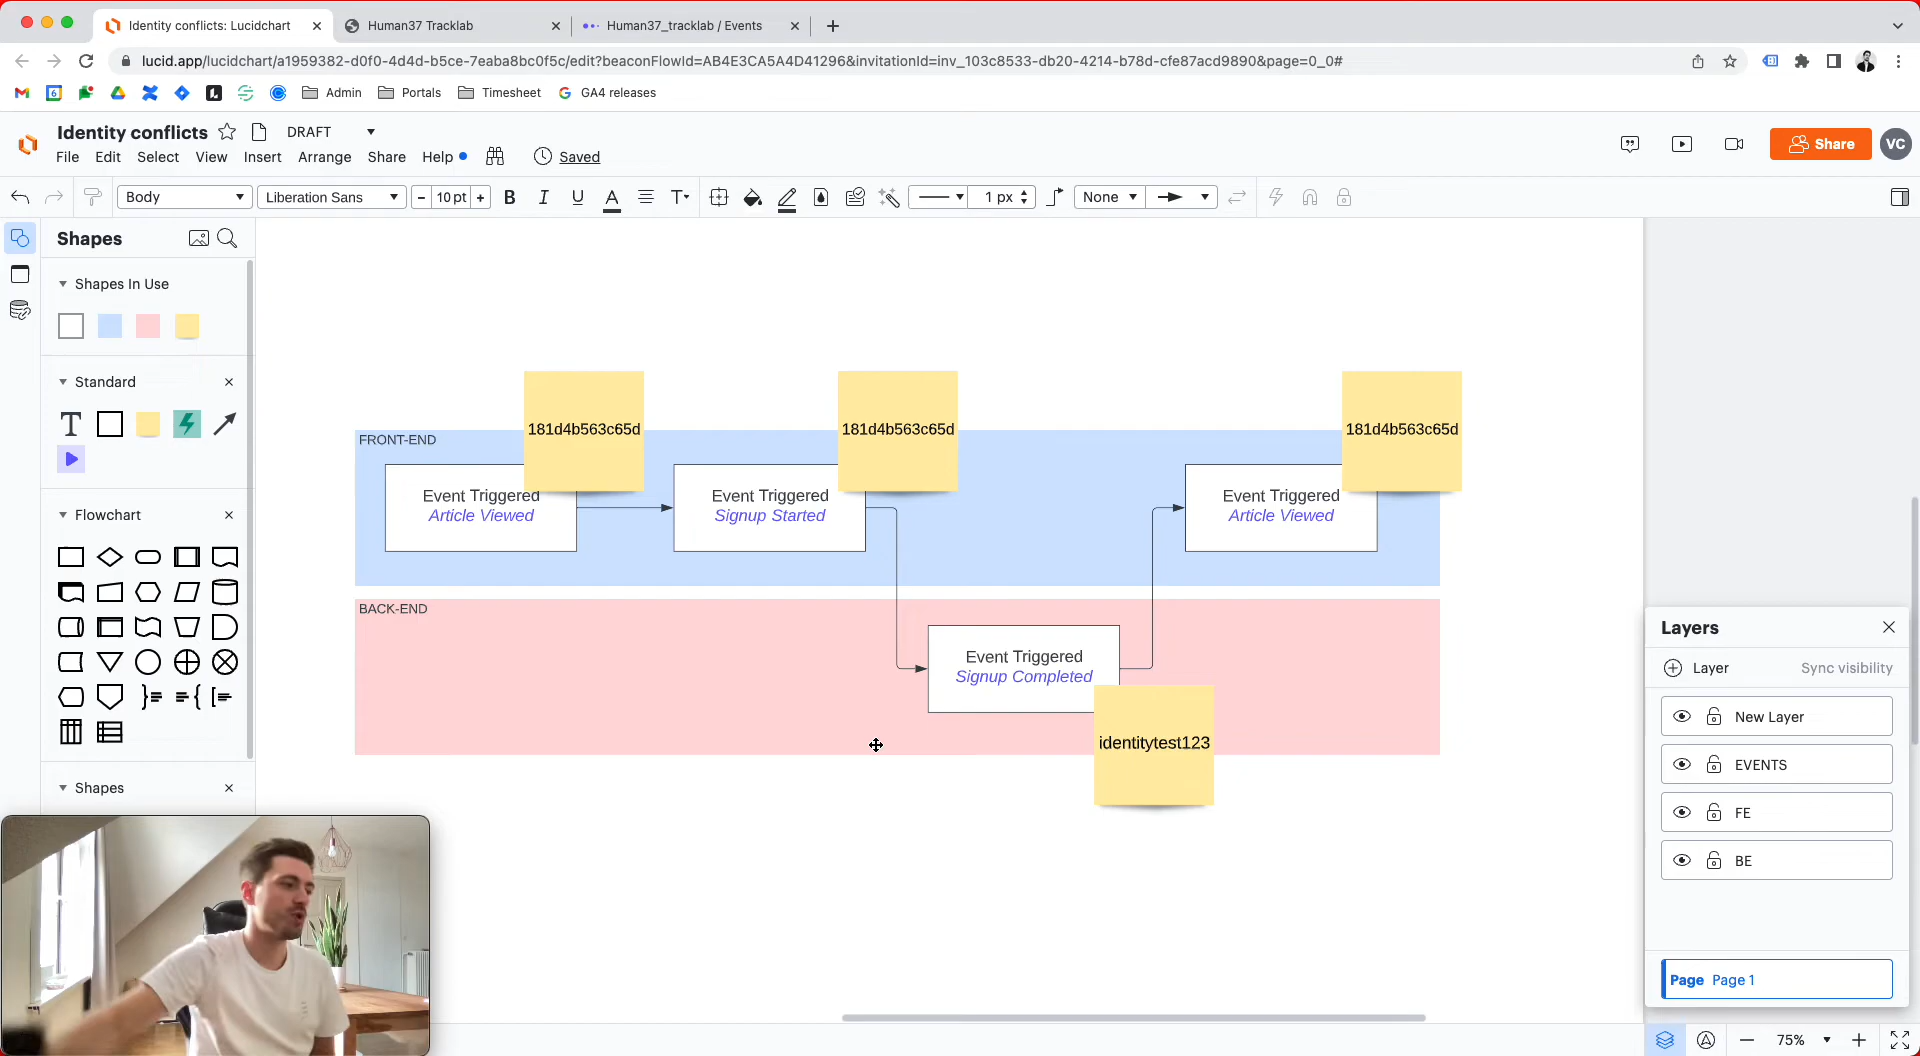 Identity conflicts: Lucidchart
Human37 Tracklab
Human37_tracklab / Events
lucid.app/lucidchart/a1959382-d0f0-4d4d-b5ce-7eaba8bc0f5c/edit?beaconFlowId=AB4E3CA5A4D41296&invitationId=inv_103c8533-db20-4214-b78d-cfe87acd9890&page=0_0#
Admin
Portals
Timesheet
GA4 releases
Identity conflicts
DRAFT
File
Edit
Select
View
Insert
Arrange
Share
Help
Saved
Share
VC
Body
Liberation Sans
- 10 pt +
B
I
U
A
T
1 px
None
Shapes
Shapes In Use
Standard
T
Flowchart
Shapes
181d4b563c65d
181d4b563c65d
181d4b563c65d
FRONT-END
Event Triggered
Article Viewed
Event Triggered
Signup Started
Event Triggered
Article Viewed
BACK-END
Event Triggered
Signup Completed
identitytest123
Layers
Layer
Sync visibility
New Layer
EVENTS
FE
BE
Page Page 1
75%